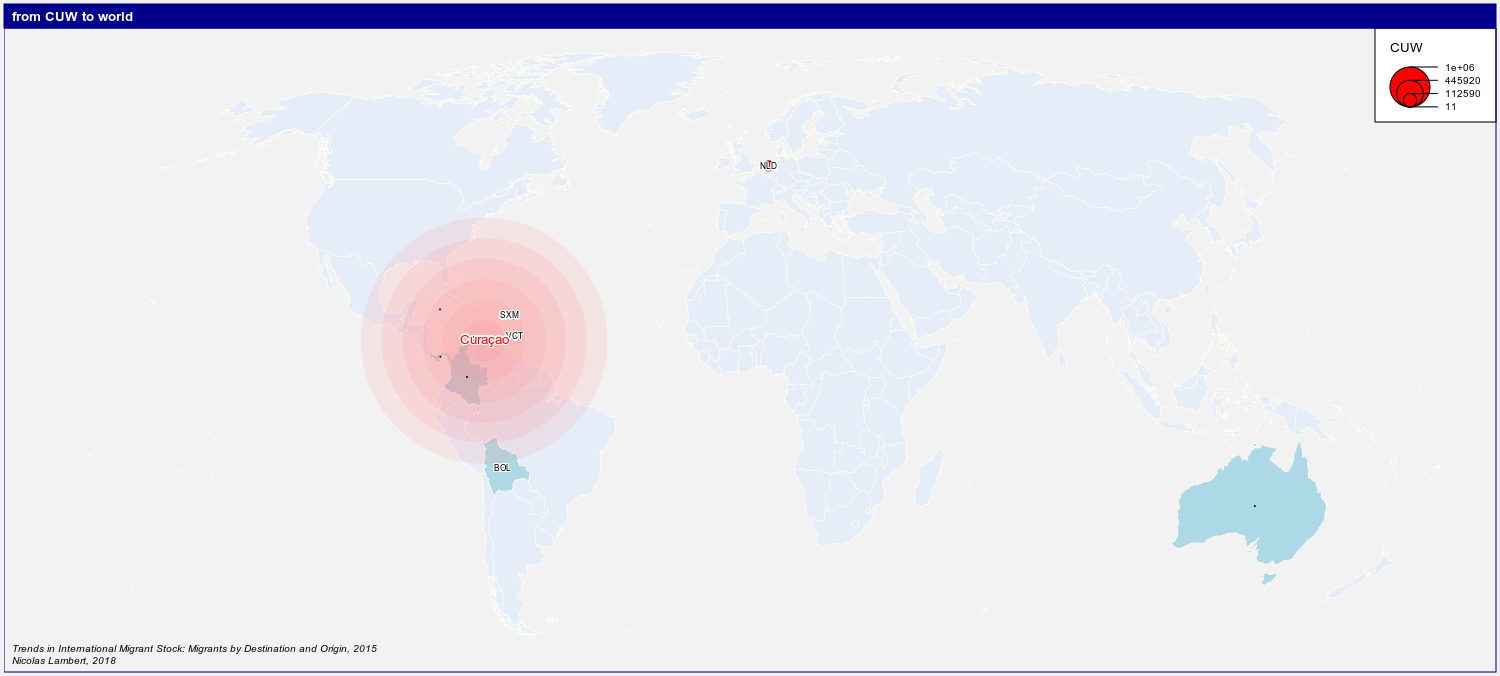 from CUW to world
CUW
1e+06
445920
112590
11
NLD
SXM
VCT
Curaçao
BOL
Trends in International Migrant Stock: Migrants by Destination and Origin, 2015
Nicolas Lambert, 2018